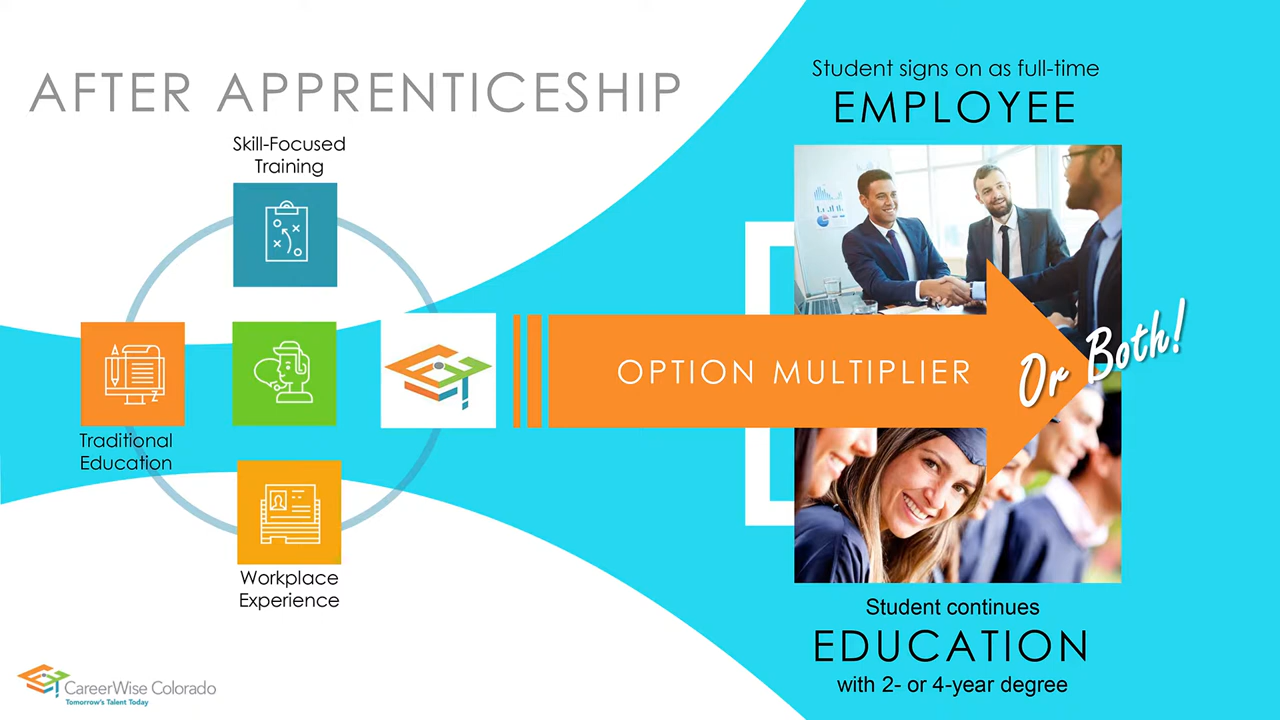 AFTER APPRENTICESHIP
Skill-Focused
Training
Traditional
Education
Workplace
Experience
OPTION MULTIPLIER
Or Both!
Student signs on as full-time
EMPLOYEE
Student continues
EDUCATION
with 2- or 4-year degree
CareerWise Colorado
Tomorrow's Talent Today